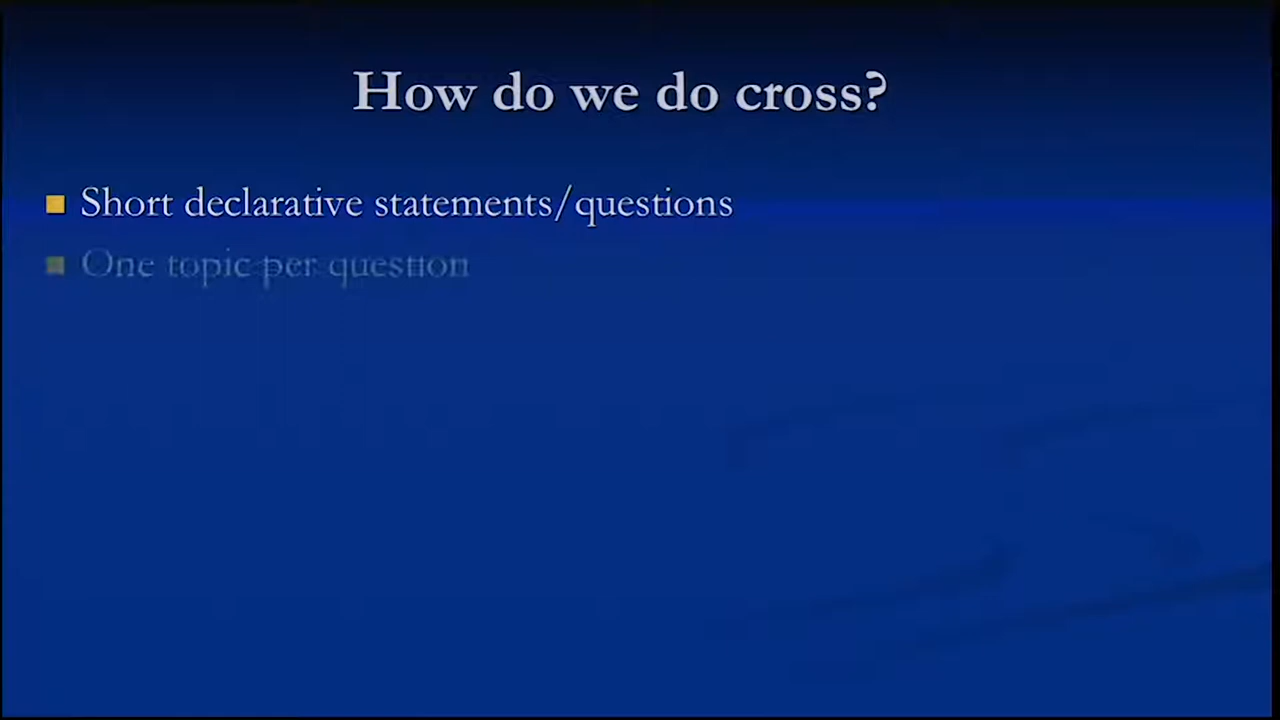 How do we do cross?
Short declarative statements/questions
One topic per question